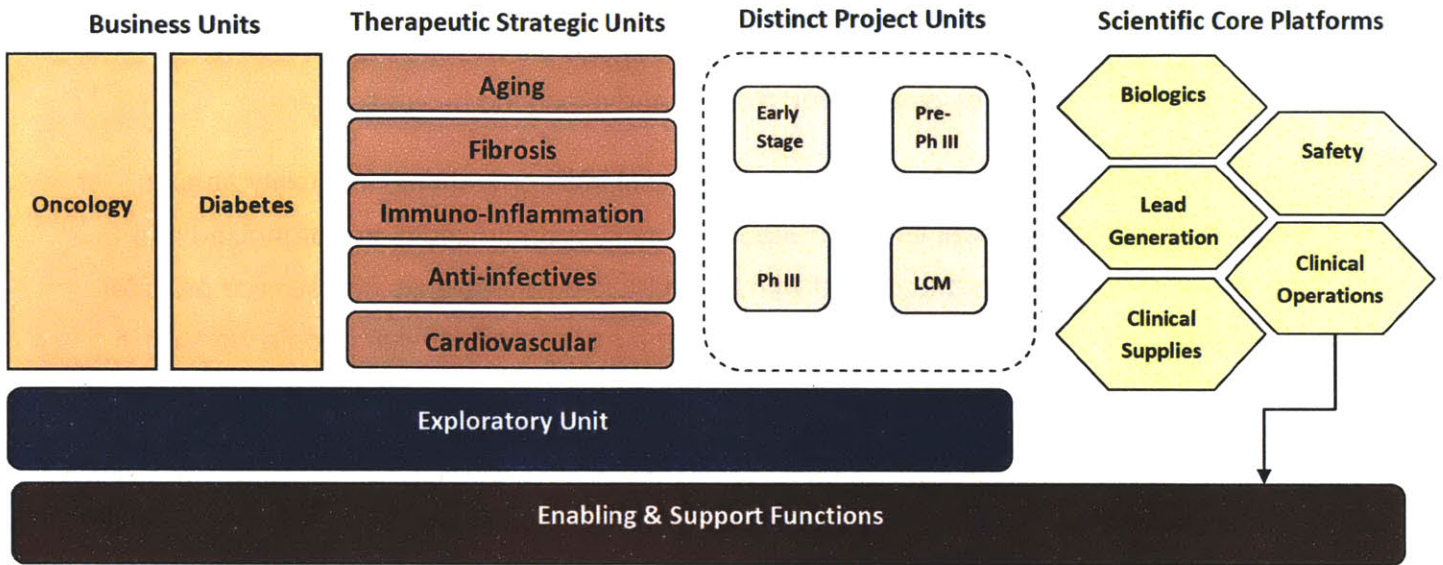 Business Units
Therapeutic Strategic Units
Distinct Project Units
Scientific Core Platforms
Oncology
Diabetes
Aging
Fibrosis
Immuno-Inflammation
Anti-infectives
Cardiovascular
Early
Stage
Pre-
Ph III
Ph III
LCM
Biologics
Safety
Lead
Generation
Clinical
Operations
Clinical
Supplies
Exploratory Unit
Enabling & Support Functions